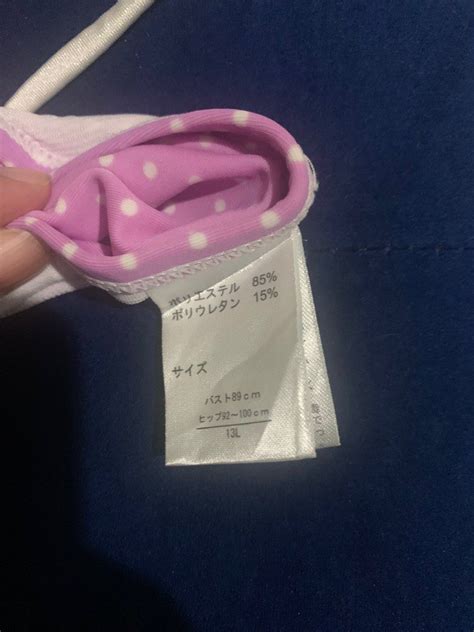 ポリエステル 85%
ポリウレタン 15%
サイズ
バスト89cm
ヒップ92〜100cm
13L